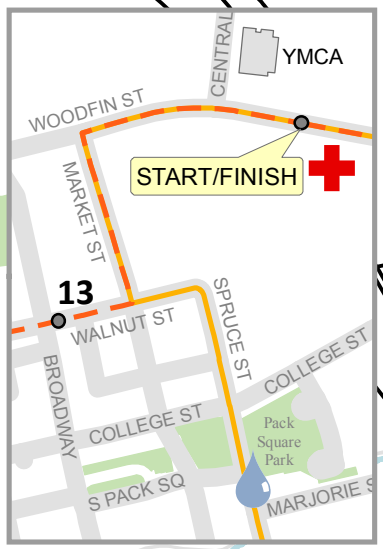 CENTRAL
YMCA
WOODFIN ST
START/FINISH
MARKET ST
13
WALNUT ST
SPRUCE ST
BROADWAY
COLLEGE ST
COLLEGE ST
Pack
Square
Park
S PACK SQ
MARJORIE S